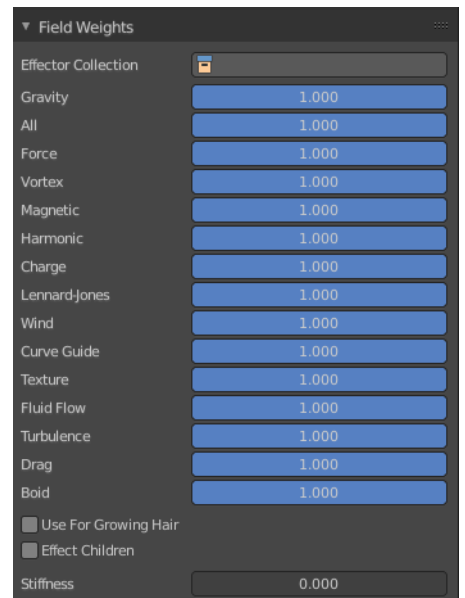 Field Weights
Effector Collection
Gravity 1.000
All 1.000
Force 1.000
Vortex 1.000
Magnetic 1.000
Harmonic 1.000
Charge 1.000
Lennard-Jones 1.000
Wind 1.000
Curve Guide 1.000
Texture 1.000
Fluid Flow 1.000
Turbulence 1.000
Drag 1.000
Boid 1.000
Use For Growing Hair
Effect Children
Stiffness 0.000